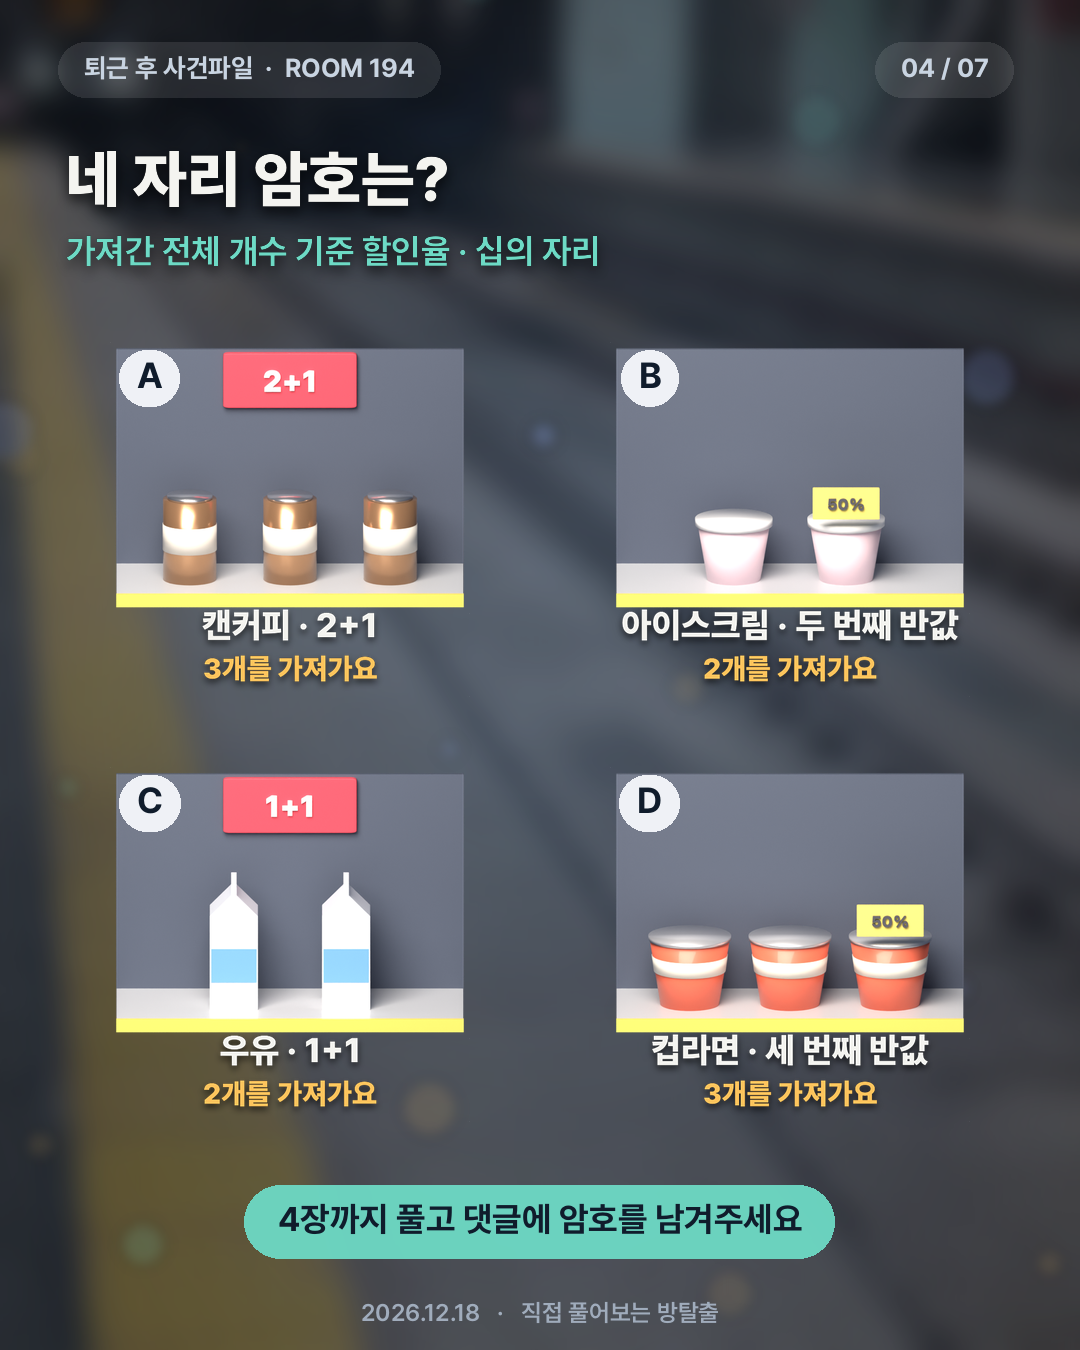 퇴근 후 사건파일 · ROOM 194
04 / 07
네 자리 암호는?
가져간 전체 개수 기준 할인율 · 십의 자리
A
2+1
B
50%
캔커피 · 2+1
3개를 가져가요
아이스크림 · 두 번째 반값
2개를 가져가요
C
1+1
D
50%
우유 · 1+1
2개를 가져가요
컵라면 · 세 번째 반값
3개를 가져가요
4장까지 풀고 댓글에 암호를 남겨주세요
2026.12.18 · 직접 풀어보는 방탈출